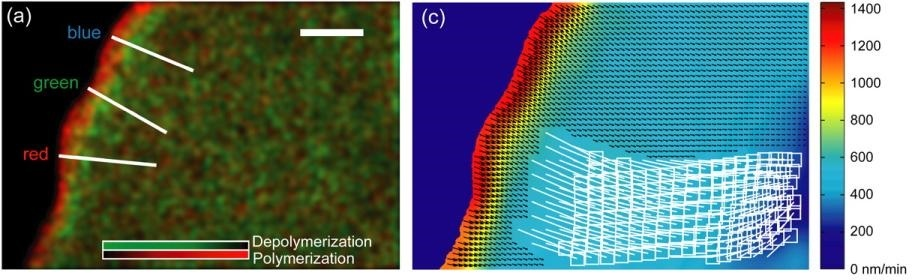 (a)
blue
green
red
Depolymerization
Polymerization
(c)
1400
1200
1000
800
600
400
200
0 nm/min